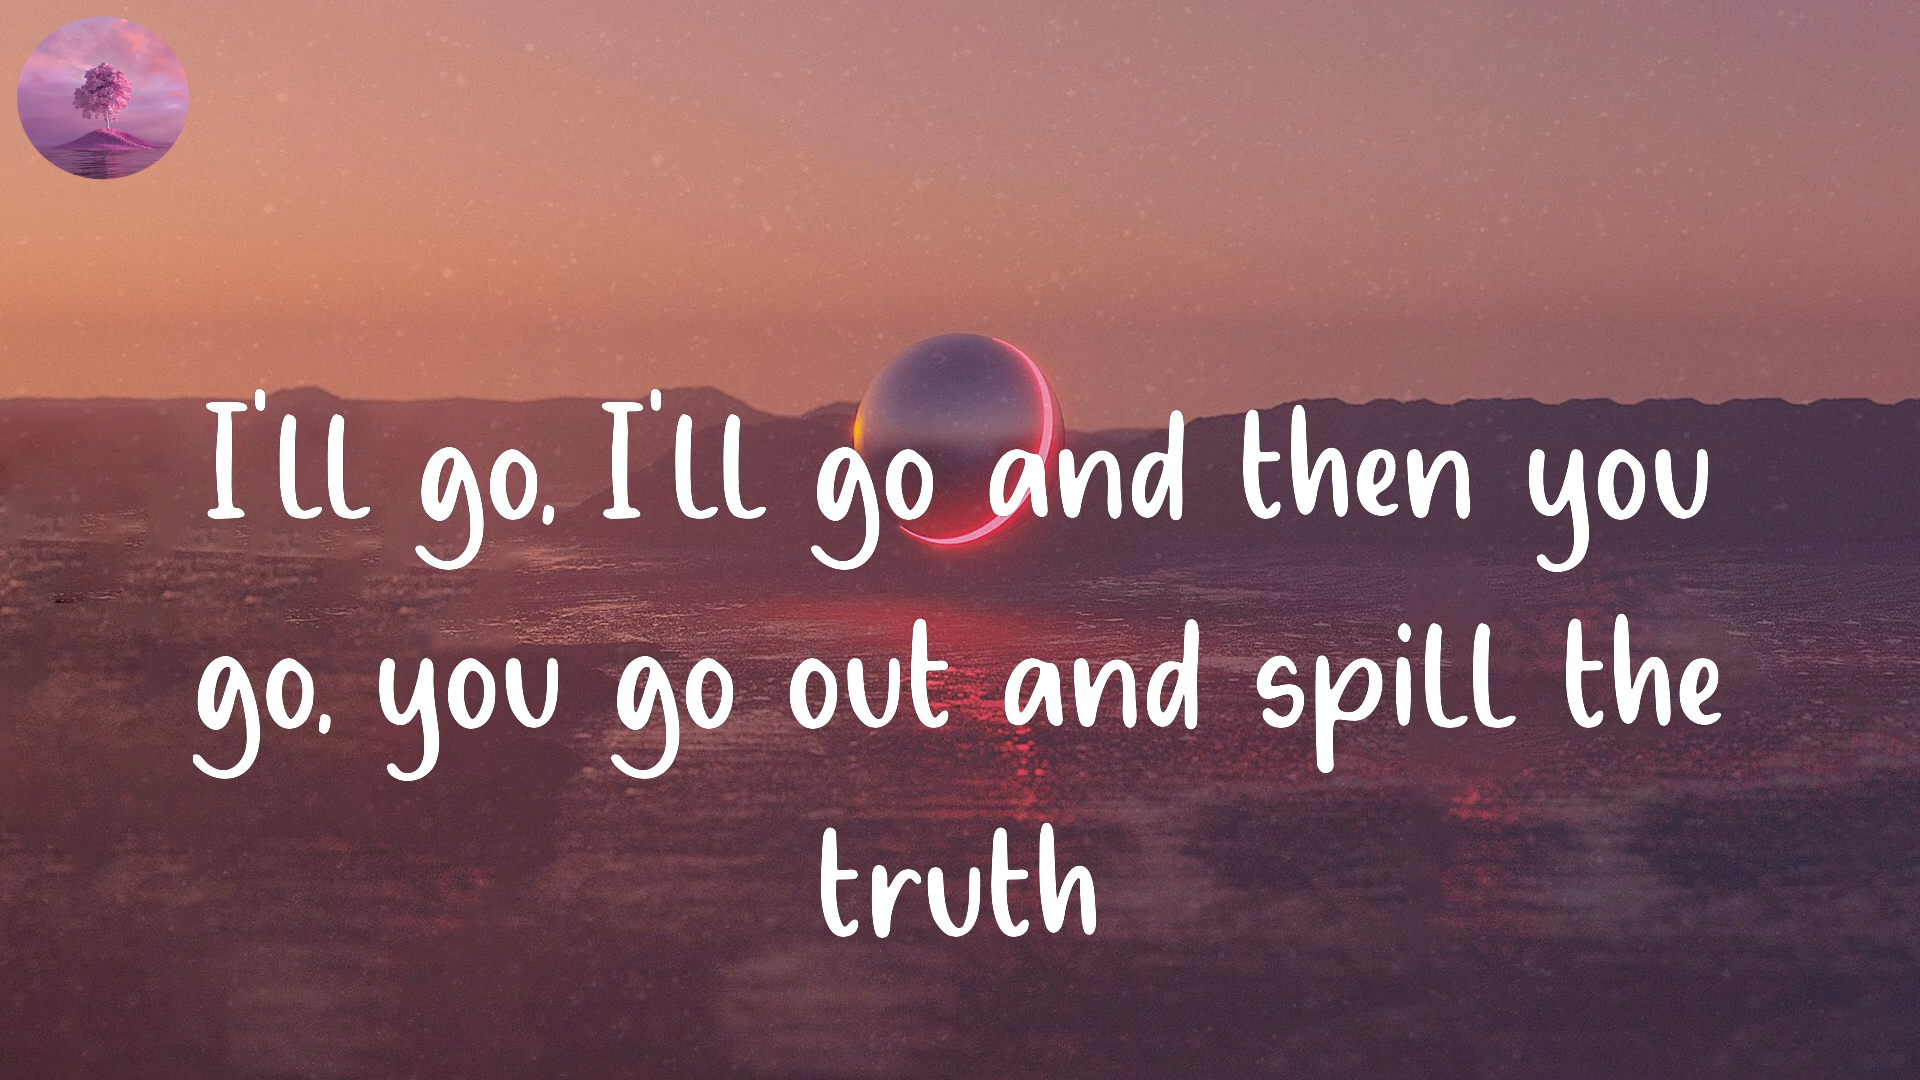 I'll go, I'll go and then you
go, you go out and spill the
truth